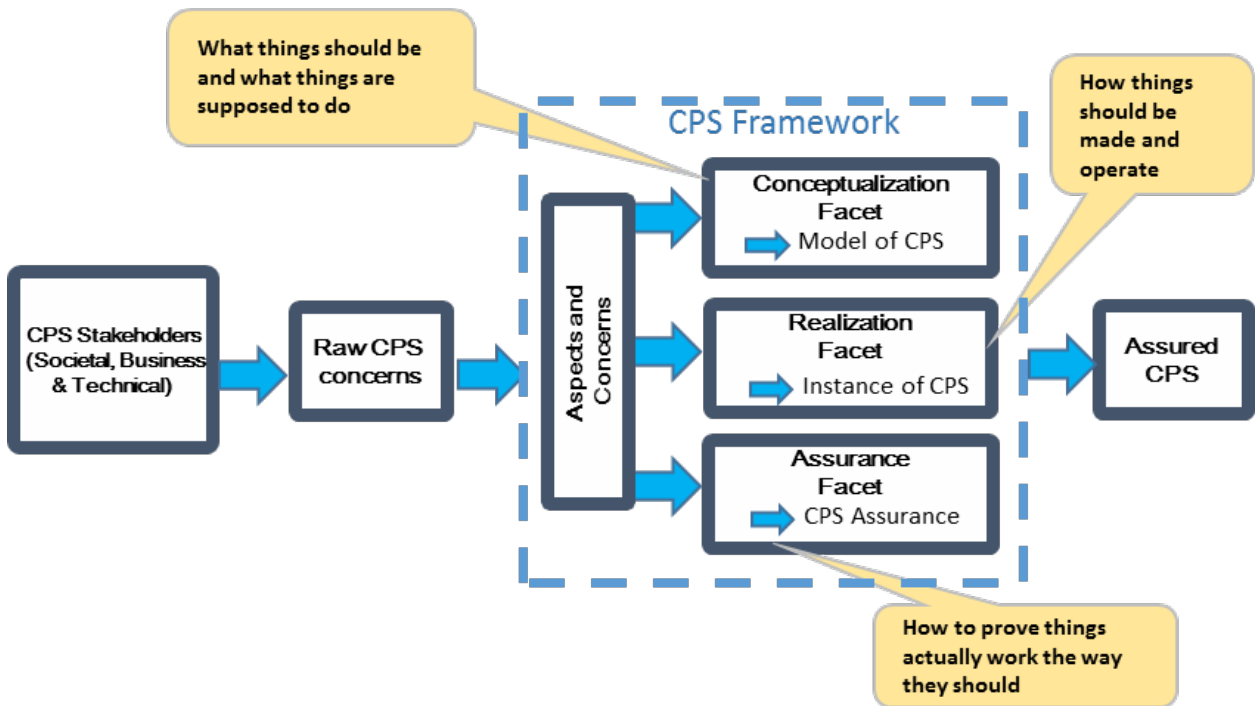 What things should be
and what things are
supposed to do
How things
should be
made and
operate
CPS Framework
Conceptualization
Facet
Model of CPS
CPS Stakeholders
(Societal, Business
& Technical)
Raw CPS
concerns
Aspects and
Concerns
Realization
Facet
Instance of CPS
Assured
CPS
Assurance
Facet
CPS Assurance
How to prove things
actually work the way
they should